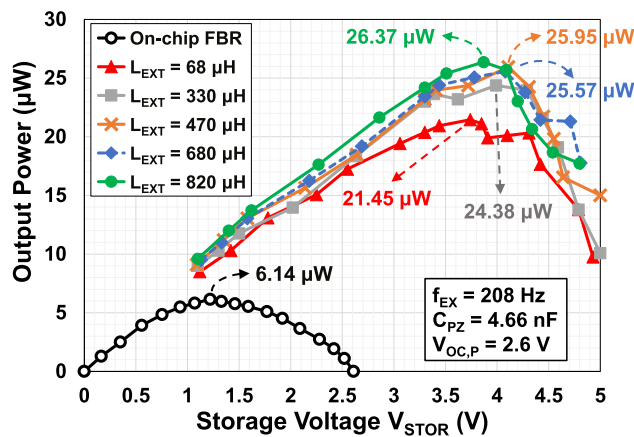 30
25
20
15
10
5
0
Output Power (µW)
On-chip FBR
L_EXT = 68 µH
L_EXT = 330 µH
L_EXT = 470 µH
L_EXT = 680 µH
L_EXT = 820 µH
26.37 µW
25.95 µW
25.57 µW
21.45 µW
24.38 µW
6.14 µW
f_EX = 208 Hz
C_PZ = 4.66 nF
V_OC,P = 2.6 V
0 0.5 1 1.5 2 2.5 3 3.5 4 4.5 5
Storage Voltage V_STOR (V)